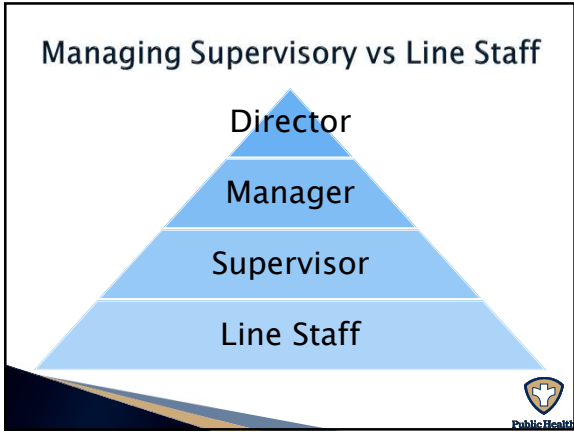 Managing Supervisory vs Line Staff
Director
Manager
Supervisor
Line Staff
Public Health